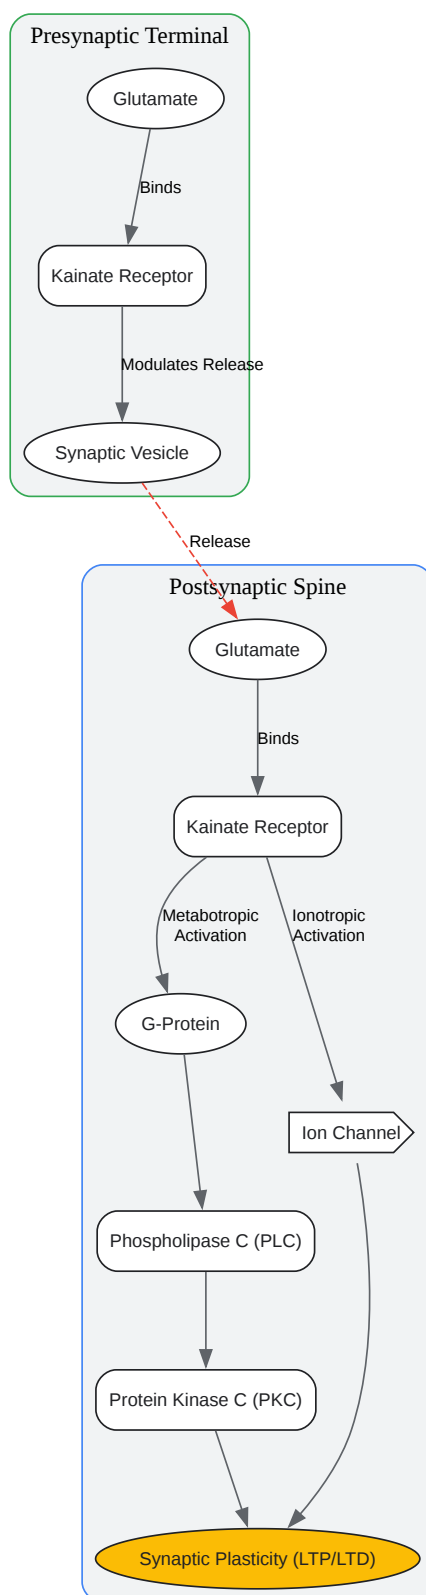 Presynaptic Terminal
Glutamate
Binds
Kainate Receptor
Modulates Release
Synaptic Vesicle
Release
Postsynaptic Spine
Glutamate
Binds
Kainate Receptor
Metabotropic
Activation
Ionotropic
Activation
G-Protein
Ion Channel
Phospholipase C (PLC)
Protein Kinase C (PKC)
Synaptic Plasticity (LTP/LTD)